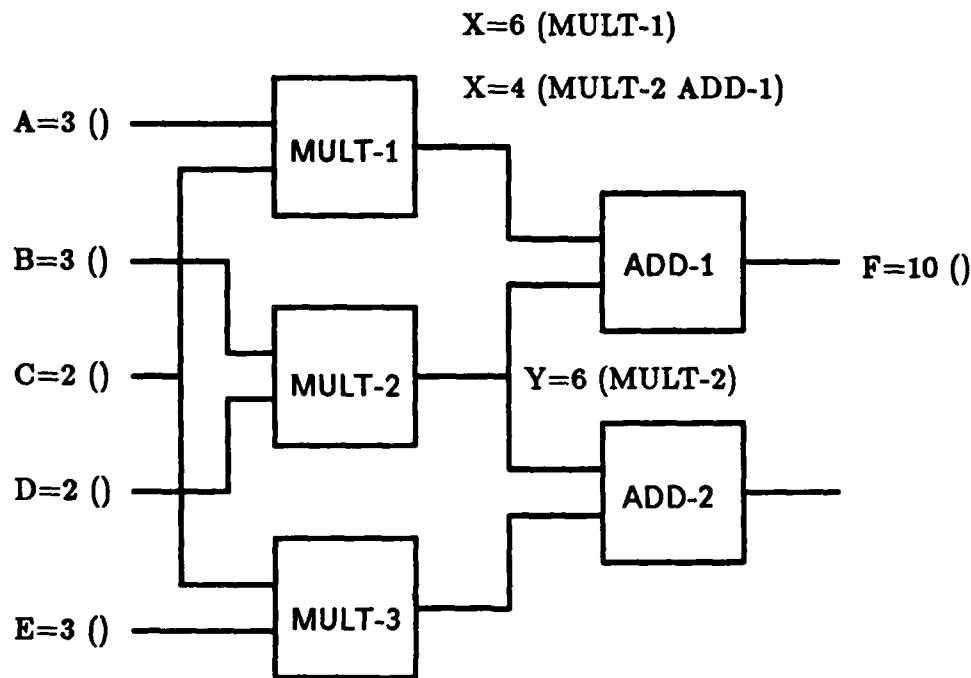 X=6 (MULT-1)
X=4 (MULT-2 ADD-1)
A=3 ()
MULT-1
B=3 ()
ADD-1
F=10 ()
C=2 ()
MULT-2
Y=6 (MULT-2)
D=2 ()
ADD-2
E=3 ()
MULT-3